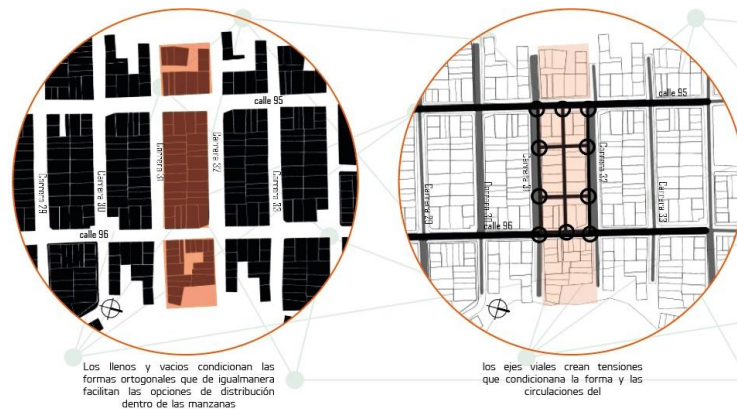 calle 95
Carrera 32
Carrera 31
Carrera 30
Carrera 29
Carrera 33
calle 96
Los llenos y vacios condicionan las
formas ortogonales que de igualmanera
facilitan las opciones de distribución
dentro de las manzanas
calle 95
Carrera 31
Carrera 32
Carrera 29
Carrera 33
calle 96
los ejes viales crean tensiones
que condicionana la forma y las
circulaciones del